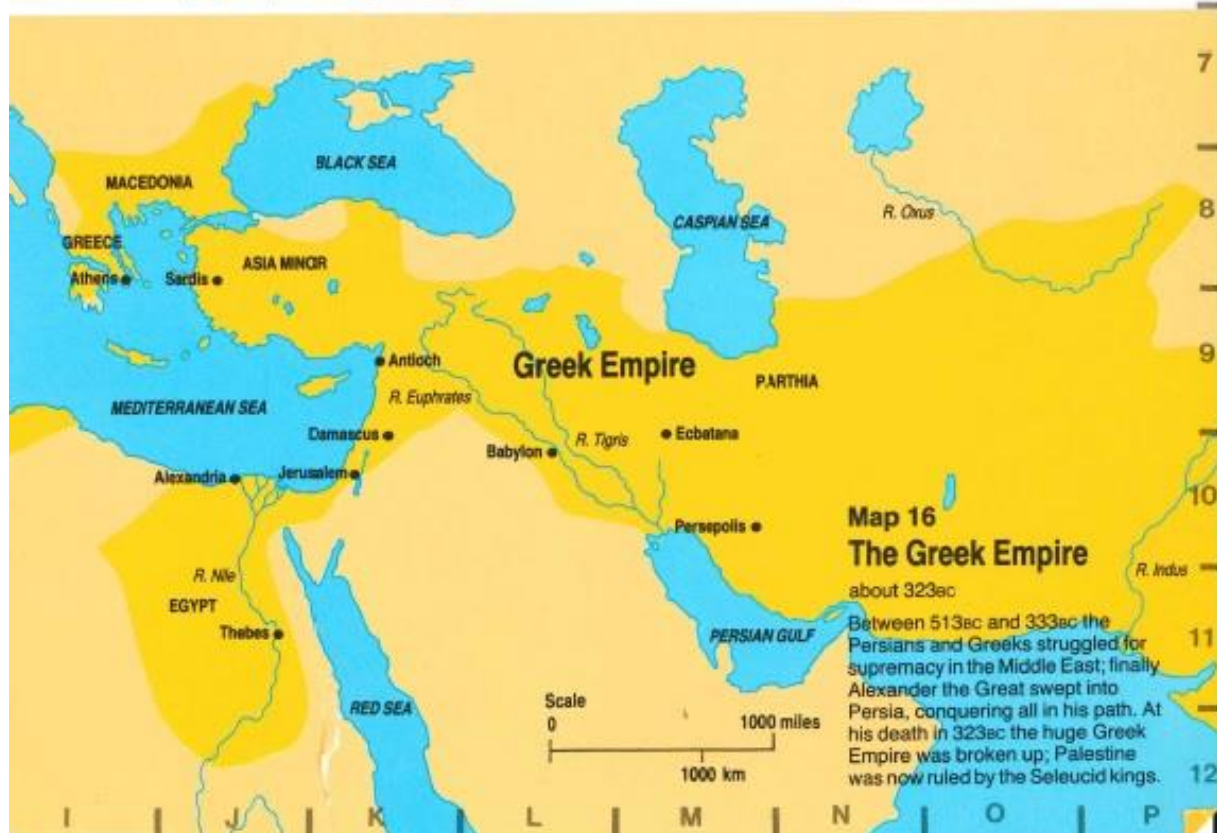 7
BLACK SEA
MACEDONIA
8
R. Oxus
CASPIAN SEA
GREECE
ASIA MINOR
Athens
Sardis
9
Antioch
Greek Empire
PARTHIA
R. Euphrates
MEDITERRANEAN SEA
Damascus
R. Tigris
Ecbatana
Babylon
Alexandria
Jerusalem
10
Persepolis
Map 16
The Greek Empire
about 323BC
Between 513BC and 333BC the
Persians and Greeks struggled for
supremacy in the Middle East; finally
Alexander the Great swept into
Persia, conquering all in his path. At
his death in 323BC the huge Greek
Empire was broken up; Palestine
was now ruled by the Seleucid kings.
R. Indus
R. Nile
EGYPT
Thebes
PERSIAN GULF
11
RED SEA
Scale
0 1000 miles
1000 km
12
I J K L M N O P